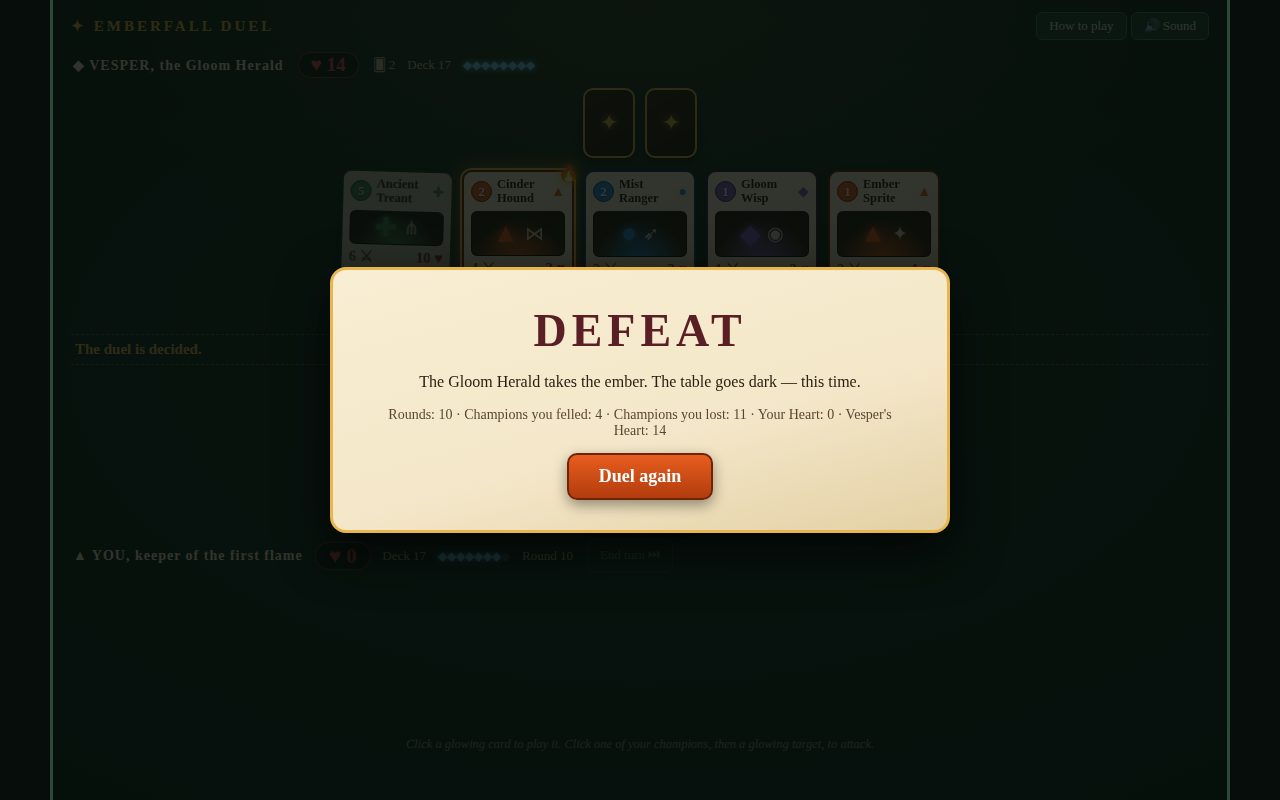 ✦ EMBERFALL DUEL
How to play
🔊 Sound
◆ VESPER, the Gloom Herald
♥ 14
2
Deck 17
5 Ancient Treant
6 ⚔ 10 ♥
2 Cinder Hound
2 Mist Ranger
1 Gloom Wisp
1 Ember Sprite
The duel is decided.
DEFEAT
The Gloom Herald takes the ember. The table goes dark — this time.
Rounds: 10 · Champions you felled: 4 · Champions you lost: 11 · Your Heart: 0 · Vesper's
Heart: 14
Duel again
▲ YOU, keeper of the first flame
♥ 0
Deck 17
Round 10
End turn ⏭
Click a glowing card to play it. Click one of your champions, then a glowing target, to attack.